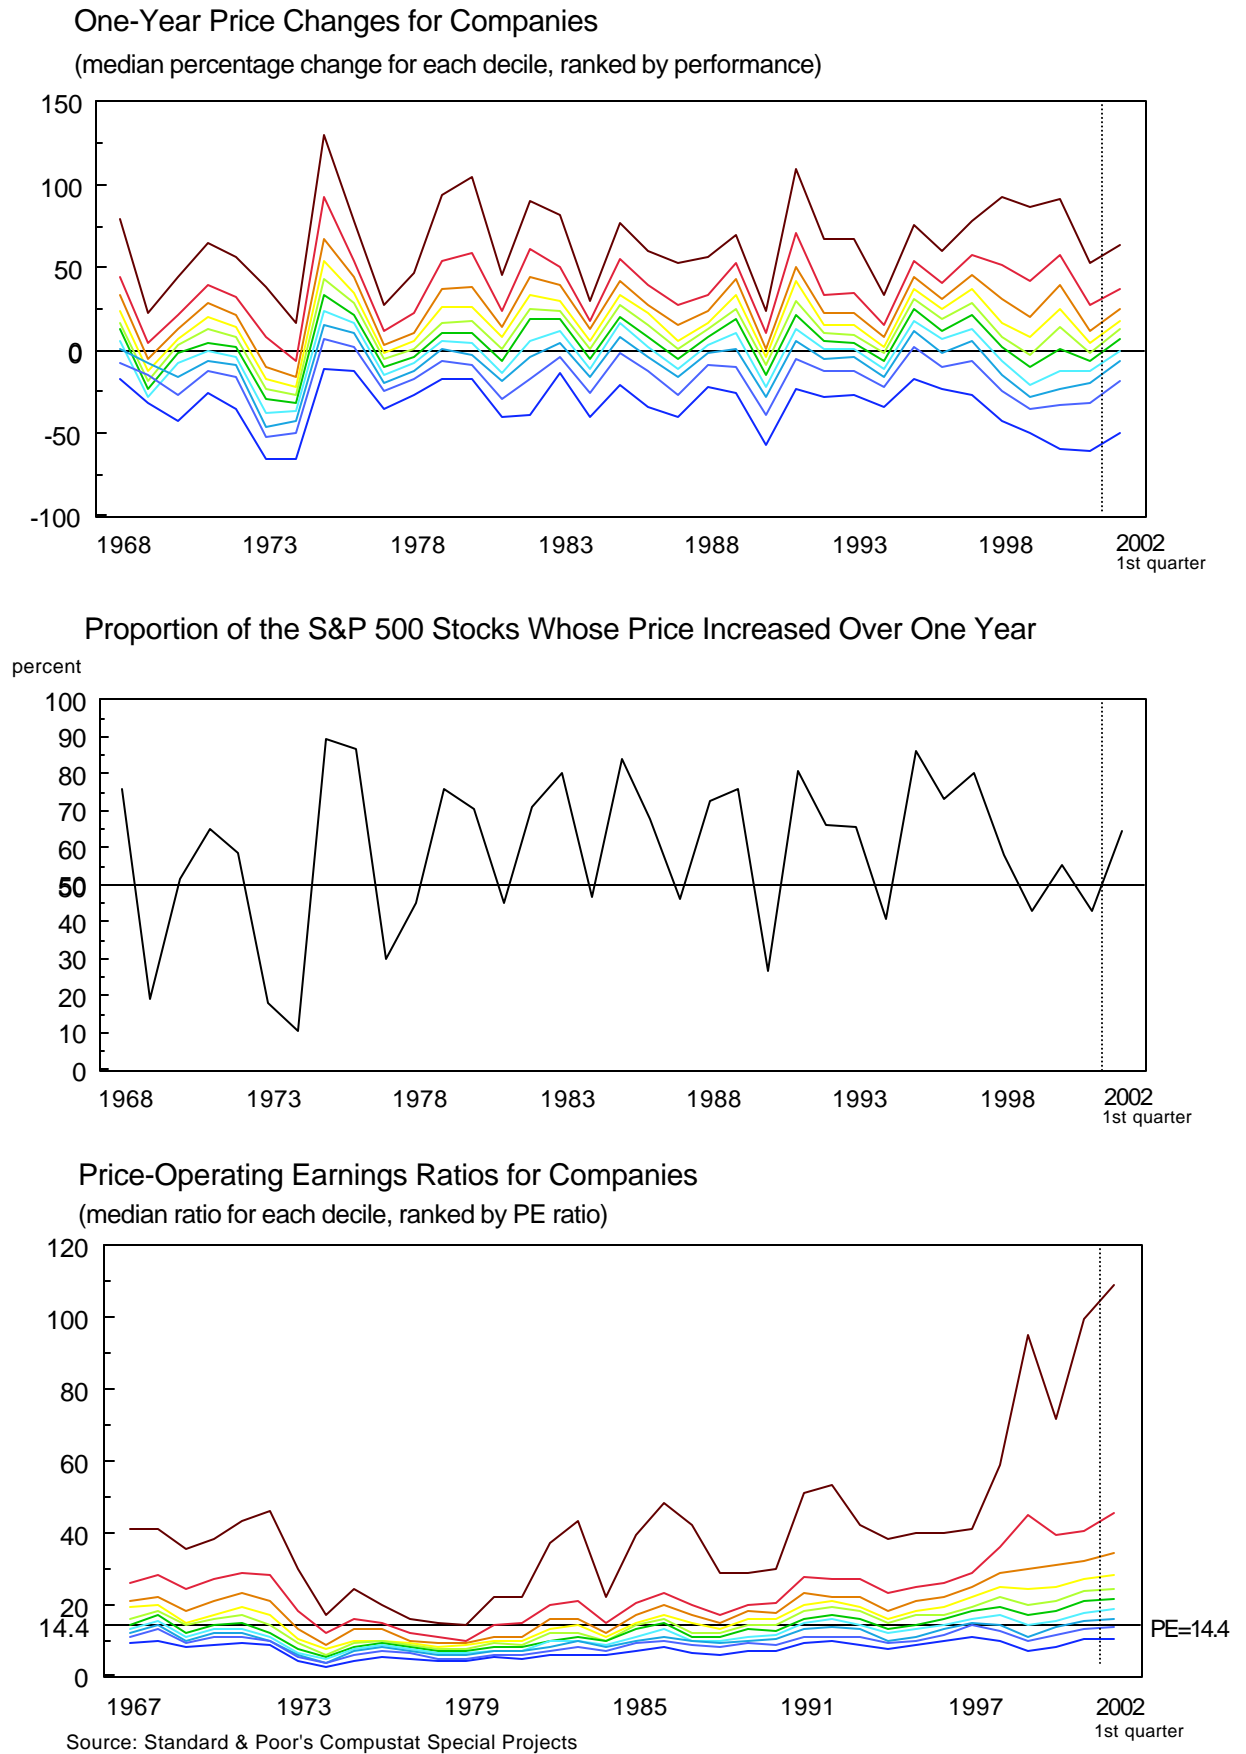 One-Year Price Changes for Companies
(median percentage change for each decile, ranked by performance)
150
100
50
0
-50
-100
1968 1973 1978 1983 1988 1993 1998 2002
1st quarter
Proportion of the S&P 500 Stocks Whose Price Increased Over One Year
percent
100
90
80
70
60
50
40
30
20
10
0
1968 1973 1978 1983 1988 1993 1998 2002
1st quarter
Price-Operating Earnings Ratios for Companies
(median ratio for each decile, ranked by PE ratio)
120
100
80
60
40
20
14.4 PE=14.4
0
1967 1973 1979 1985 1991 1997 2002
1st quarter
Source: Standard & Poor's Compustat Special Projects